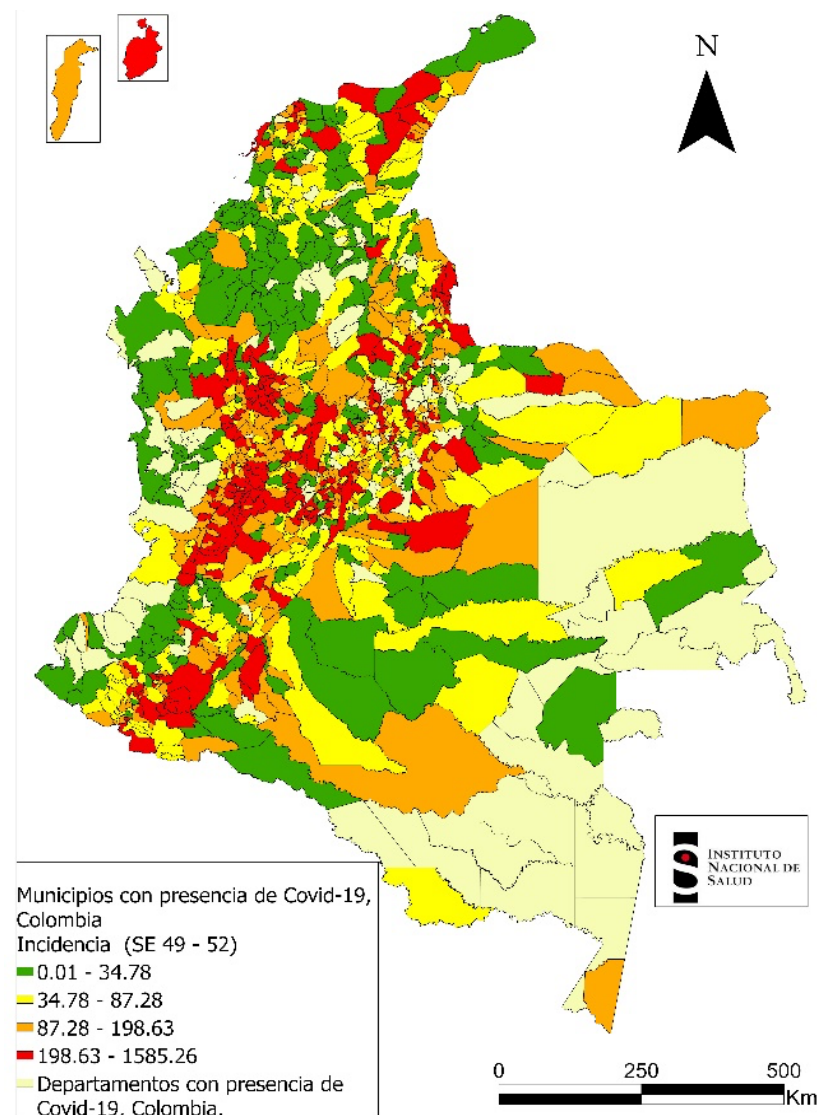 N
INSTITUTO
NACIONAL DE
SALUD
Municipios con presencia de Covid-19,
Colombia
Incidencia (SE 49 - 52)
0.01 - 34.78
34.78 - 87.28
87.28 - 198.63
198.63 - 1585.26
Departamentos con presencia de
Covid-19, Colombia.
0 250 500
Km